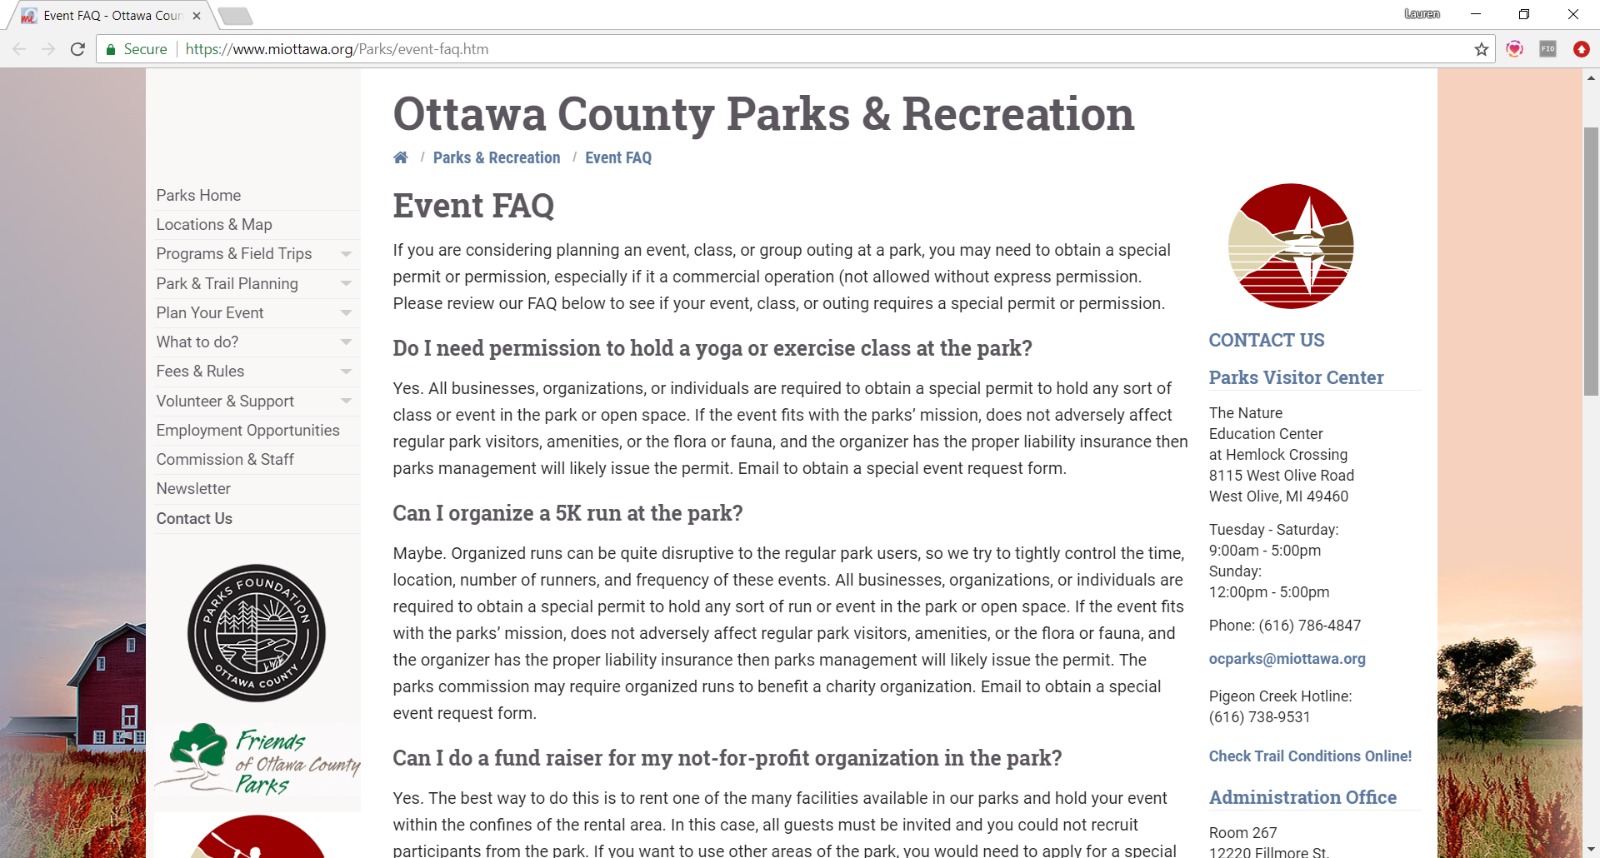 Event FAQ - Ottawa Coun
Lauren
Secure
https://www.miottawa.org/Parks/event-faq.htm
FIO
Ottawa County Parks & Recreation
/ Parks & Recreation / Event FAQ
Parks Home
Locations & Map
Programs & Field Trips
Park & Trail Planning
Plan Your Event
What to do?
Fees & Rules
Volunteer & Support
Employment Opportunities
Commission & Staff
Newsletter
Contact Us
PARKS FOUNDATION
OTTAWA COUNTY
Friends
of Ottawa County
Parks
Event FAQ
If you are considering planning an event, class, or group outing at a park, you may need to obtain a special
permit or permission, especially if it a commercial operation (not allowed without express permission.
Please review our FAQ below to see if your event, class, or outing requires a special permit or permission.
Do I need permission to hold a yoga or exercise class at the park?
Yes. All businesses, organizations, or individuals are required to obtain a special permit to hold any sort of
class or event in the park or open space. If the event fits with the parks’ mission, does not adversely affect
regular park visitors, amenities, or the flora or fauna, and the organizer has the proper liability insurance then
parks management will likely issue the permit. Email to obtain a special event request form.
Can I organize a 5K run at the park?
Maybe. Organized runs can be quite disruptive to the regular park users, so we try to tightly control the time,
location, number of runners, and frequency of these events. All businesses, organizations, or individuals are
required to obtain a special permit to hold any sort of run or event in the park or open space. If the event fits
with the parks’ mission, does not adversely affect regular park visitors, amenities, or the flora or fauna, and
the organizer has the proper liability insurance then parks management will likely issue the permit. The
parks commission may require organized runs to benefit a charity organization. Email to obtain a special
event request form.
Can I do a fund raiser for my not-for-profit organization in the park?
Yes. The best way to do this is to rent one of the many facilities available in our parks and hold your event
within the confines of the rental area. In this case, all guests must be invited and you could not recruit
participants from the park. If you want to use other areas of the park, you would need to apply for a special
CONTACT US
Parks Visitor Center
The Nature
Education Center
at Hemlock Crossing
8115 West Olive Road
West Olive, MI 49460
Tuesday - Saturday:
9:00am - 5:00pm
Sunday:
12:00pm - 5:00pm
Phone: (616) 786-4847
ocparks@miottawa.org
Pigeon Creek Hotline:
(616) 738-9531
Check Trail Conditions Online!
Administration Office
Room 267
12220 Fillmore St.